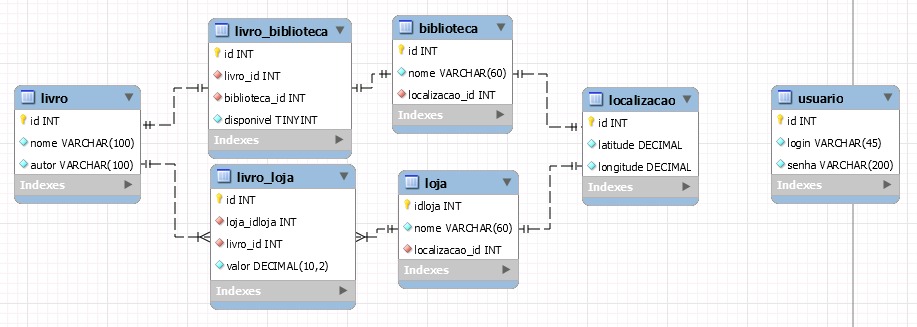 livro
id INT
nome VARCHAR(100)
autor VARCHAR(100)
Indexes
livro_biblioteca
id INT
livro_id INT
biblioteca_id INT
disponivel TINYINT
Indexes
livro_loja
id INT
loja_idloja INT
livro_id INT
valor DECIMAL(10,2)
Indexes
biblioteca
id INT
nome VARCHAR(60)
localizacao_id INT
Indexes
loja
idloja INT
nome VARCHAR(60)
localizacao_id INT
Indexes
localizacao
id INT
latitude DECIMAL
longitude DECIMAL
Indexes
usuario
id INT
login VARCHAR(45)
senha VARCHAR(200)
Indexes